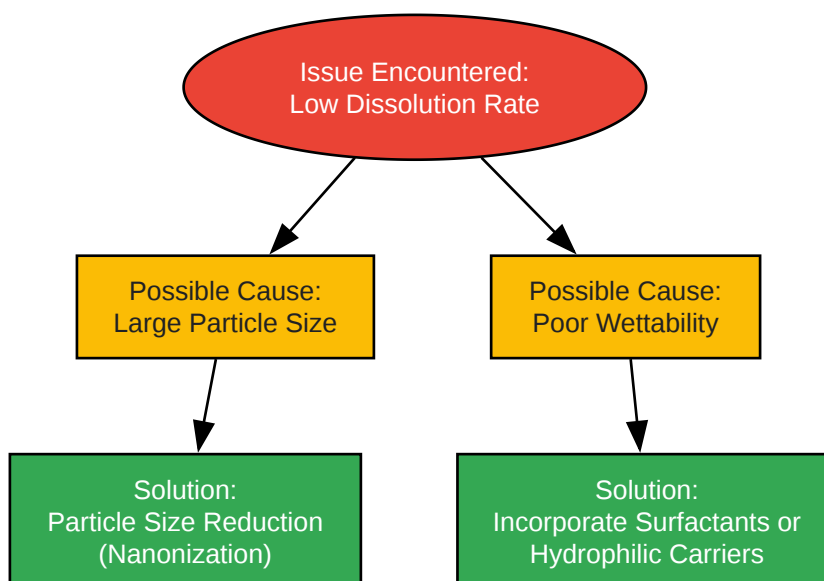 Issue Encountered:
Low Dissolution Rate
Possible Cause:
Large Particle Size
Possible Cause:
Poor Wettability
Solution:
Particle Size Reduction
(Nanonization)
Solution:
Incorporate Surfactants or
Hydrophilic Carriers